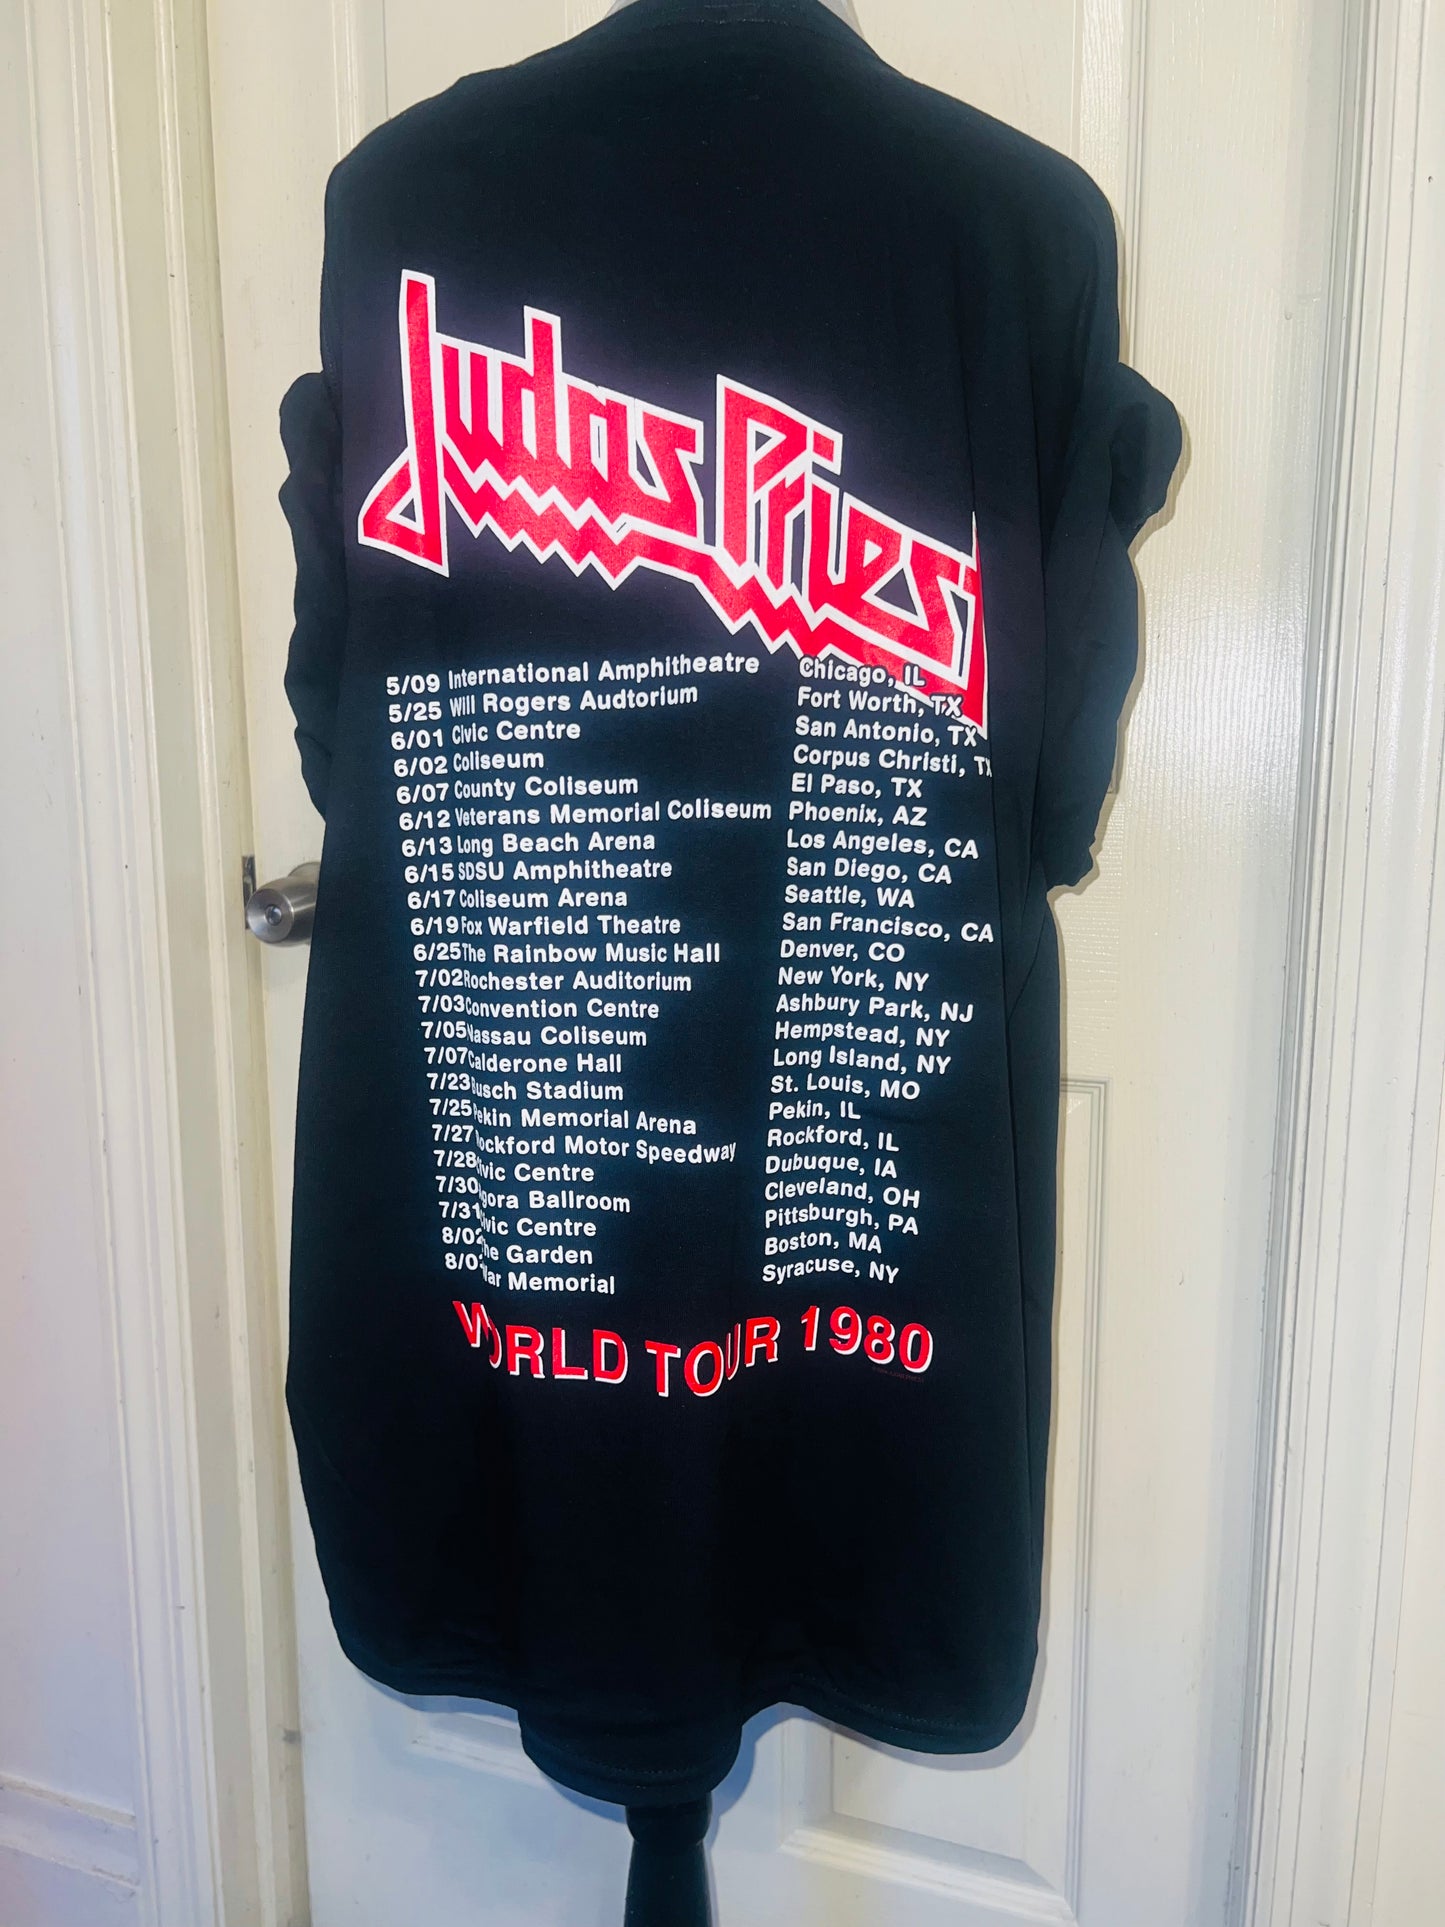 Judas Priest
5/09 International Amphitheatre Chicago, IL
5/25 Will Rogers Audtorium Fort Worth, TX
6/01 Civic Centre San Antonio, TX
6/02 Coliseum Corpus Christi, TX
6/07 County Coliseum El Paso, TX
6/12 Veterans Memorial Coliseum Phoenix, AZ
6/13 Long Beach Arena Los Angeles, CA
6/15 SDSU Amphitheatre San Diego, CA
6/17 Coliseum Arena Seattle, WA
6/19 Fox Warfield Theatre San Francisco, CA
6/25 The Rainbow Music Hall Denver, CO
7/02 Rochester Auditorium New York, NY
7/03 Convention Centre Ashbury Park, NJ
7/05 Nassau Coliseum Hempstead, NY
7/07 Calderone Hall Long Island, NY
7/23 Busch Stadium St. Louis, MO
7/25 Pekin Memorial Arena Pekin, IL
7/27 Rockford Motor Speedway Rockford, IL
7/28 Civic Centre Dubuque, IA
7/30 Agora Ballroom Cleveland, OH
7/31 Civic Centre Pittsburgh, PA
8/02 The Garden Boston, MA
War Memorial Syracuse, NY
WORLD TOUR 1980